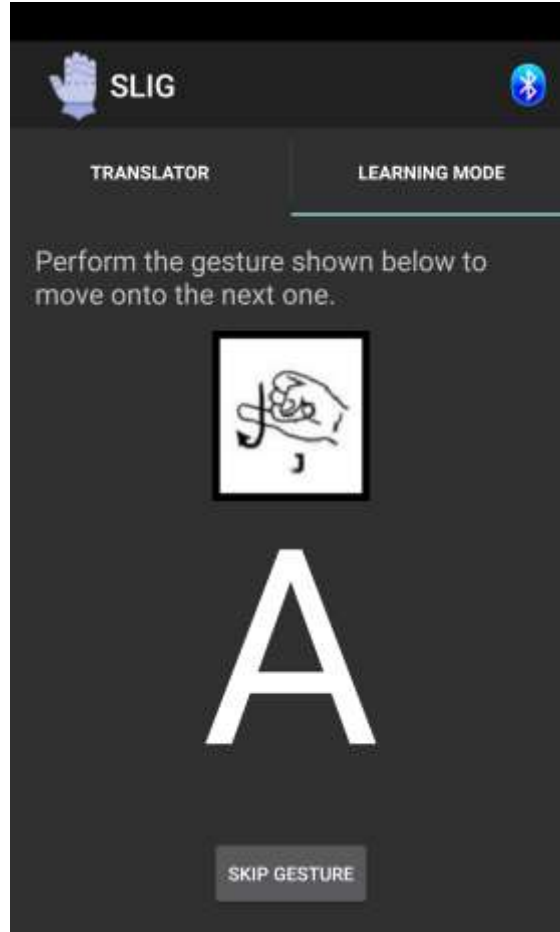 SLIG
TRANSLATOR
LEARNING MODE
Perform the gesture shown below to
move onto the next one.
J
A
SKIP GESTURE